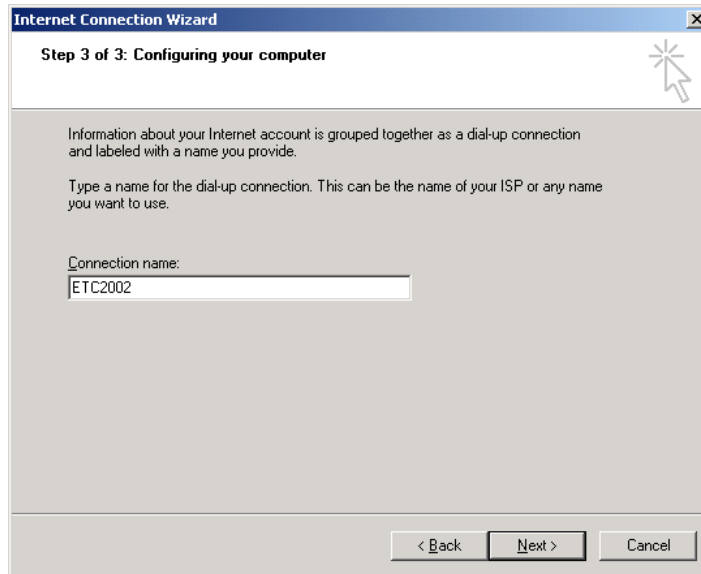 Internet Connection Wizard
Step 3 of 3: Configuring your computer
Information about your Internet account is grouped together as a dial-up connection
and labeled with a name you provide.
Type a name for the dial-up connection. This can be the name of your ISP or any name
you want to use.
Connection name:
ETC2002
< Back
Next >
Cancel